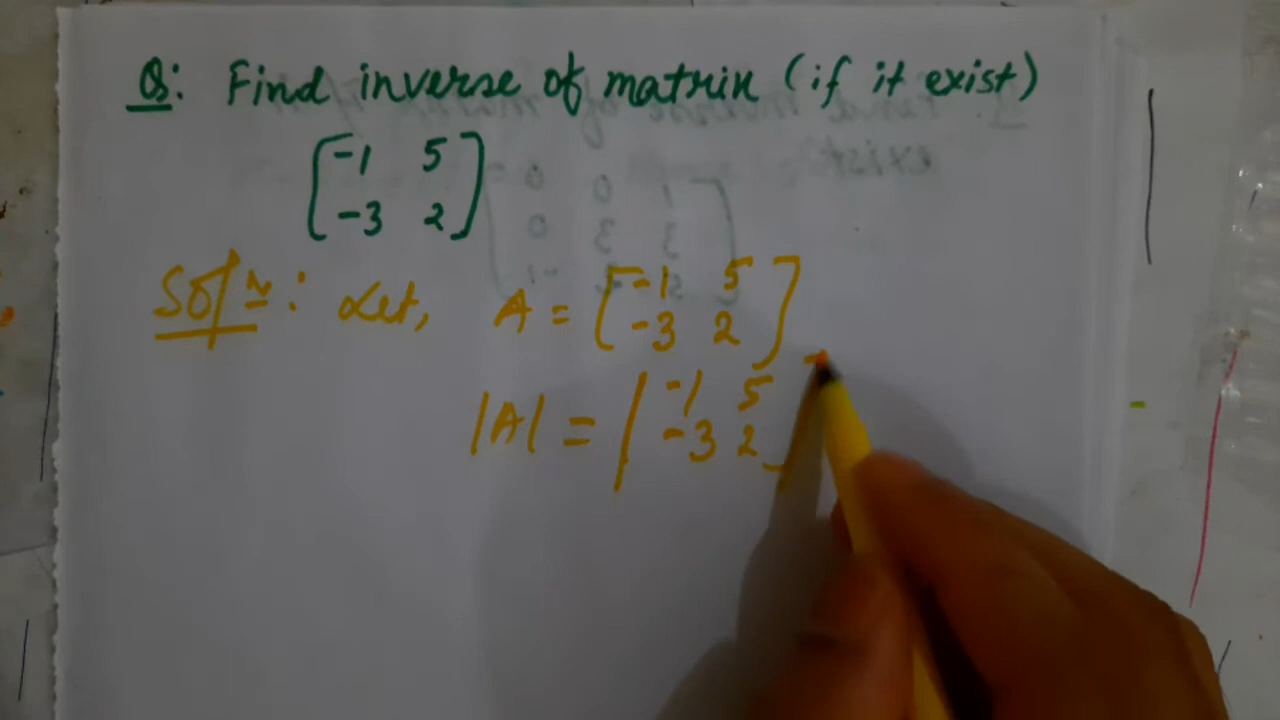 Q: Find inverse of matrix (if it exist)
[-1 5
-3 2]
Solⁿ: Let, A = [-1 5
-3 2]
|A| = |-1 5
-3 2